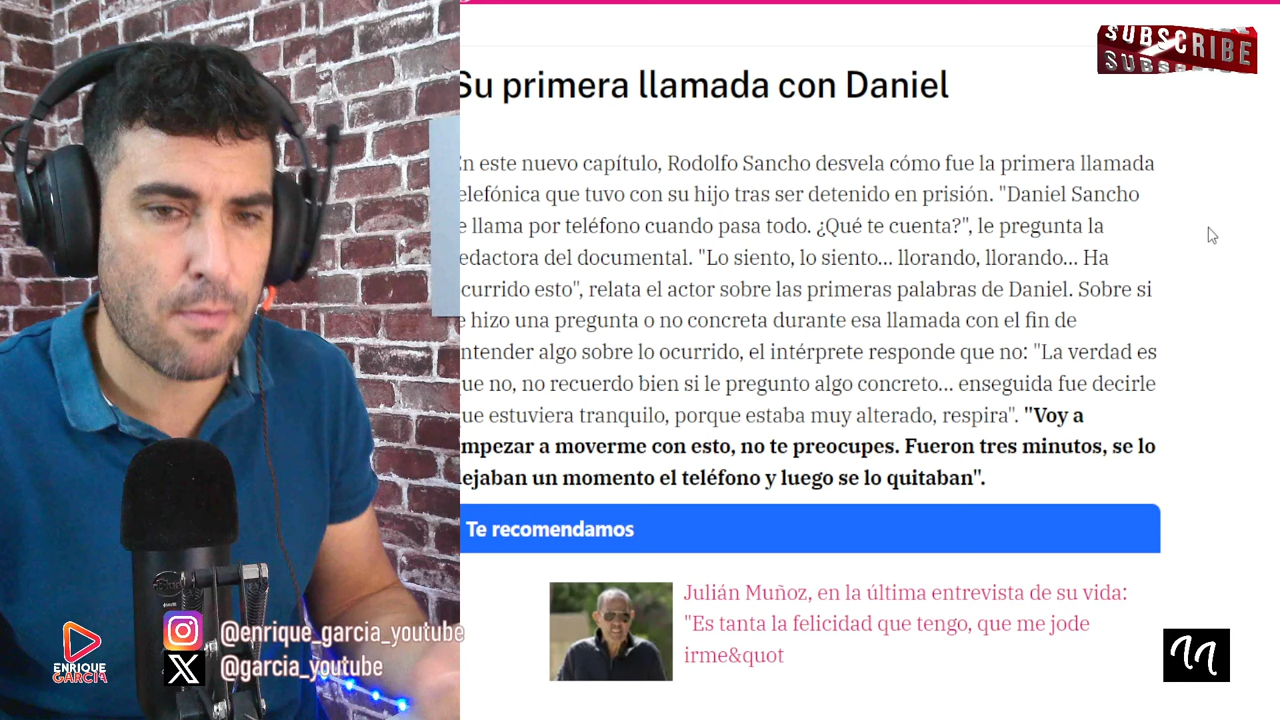 SUBSCRIBE
Su primera llamada con Daniel
n este nuevo capítulo, Rodolfo Sancho desvela cómo fue la primera llamada
elefónica que tuvo con su hijo tras ser detenido en prisión. "Daniel Sancho
e llama por teléfono cuando pasa todo. ¿Qué te cuenta?", le pregunta la
edactora del documental. "Lo siento, lo siento... llorando, llorando... Ha
currido esto", relata el actor sobre las primeras palabras de Daniel. Sobre si
e hizo una pregunta o no concreta durante esa llamada con el fin de
ntender algo sobre lo ocurrido, el intérprete responde que no: "La verdad es
ue no, no recuerdo bien si le pregunto algo concreto... enseguida fue decirle
ue estuviera tranquilo, porque estaba muy alterado, respira". "Voy a
mpezar a moverme con esto, no te preocupes. Fueron tres minutos, se lo
ejaban un momento el teléfono y luego se lo quitaban".
Te recomendamos
Julián Muñoz, en la última entrevista de su vida:
"Es tanta la felicidad que tengo, que me jode
irme&quot
@enrique_garcia_youtube
@garcia_youtube
ENRIQUE
GARCIA